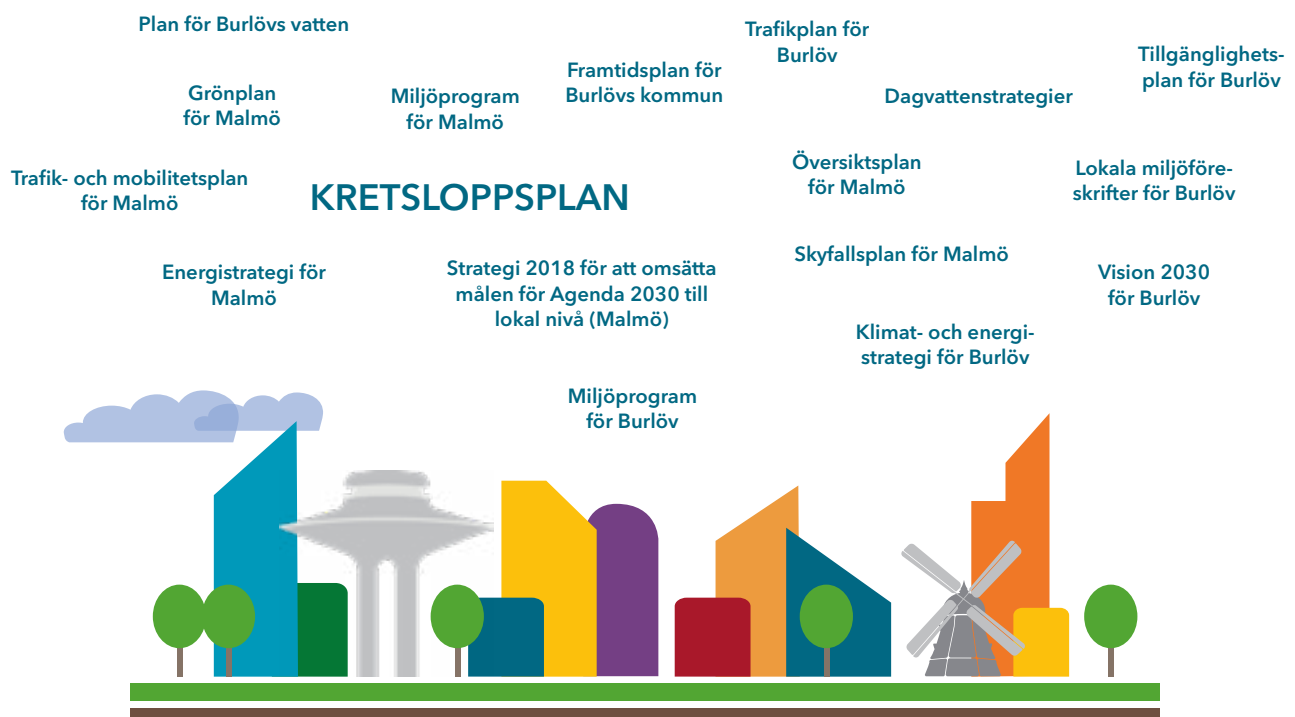 Plan för Burlövs vatten
Trafikplan för
Burlöv
Tillgänglighets-
plan för Burlöv
Framtidsplan för
Burlövs kommun
Grönplan
för Malmö
Miljöprogram
för Malmö
Dagvattenstrategier
Översiktsplan
för Malmö
Lokala miljöföre-
skrifter för Burlöv
Trafik- och mobilitetsplan
för Malmö
KRETSLOPPSPLAN
Skyfallsplan för Malmö
Energistrategi för
Malmö
Strategi 2018 för att omsätta
målen för Agenda 2030 till
lokal nivå (Malmö)
Vision 2030
för Burlöv
Klimat- och energi-
strategi för Burlöv
Miljöprogram
för Burlöv